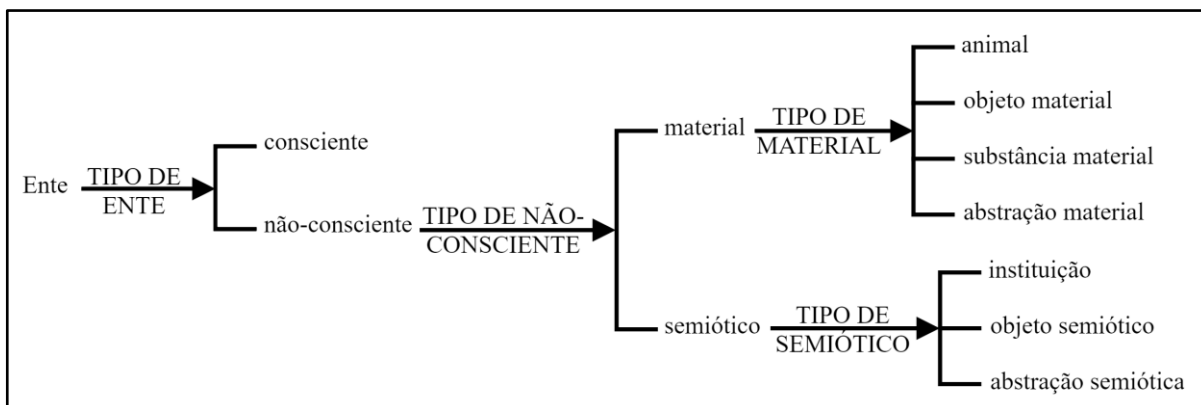 Ente
TIPO DE
ENTE
consciente
não-consciente
TIPO DE NÃO-
CONSCIENTE
material
TIPO DE
MATERIAL
animal
objeto material
substância material
abstração material
semiótico
TIPO DE
SEMIÓTICO
instituição
objeto semiótico
abstração semiótica